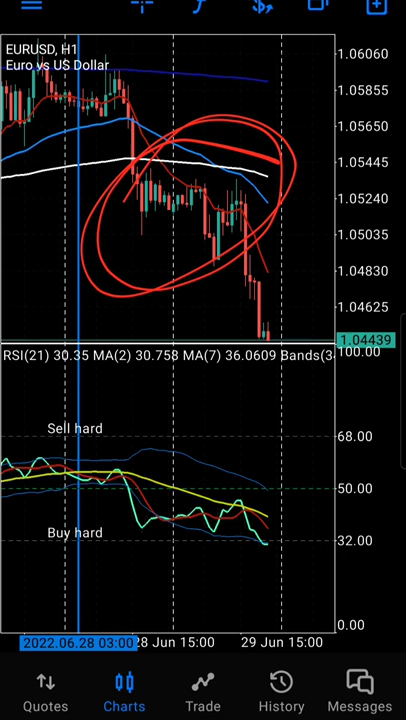 EURUSD, H1
Euro vs US Dollar
1.06060
1.05855
1.05650
1.05445
1.05240
1.05035
1.04830
1.04625
1.04439
RSI(21) 30.35 MA(2) 30.758 MA(7) 36.0609 Bands(3
100.00
Sell hard
68.00
50.00
Buy hard
32.00
0.00
2022.06.28 03:00 28 Jun 15:00 29 Jun 15:00
Quotes Charts Trade History Messages